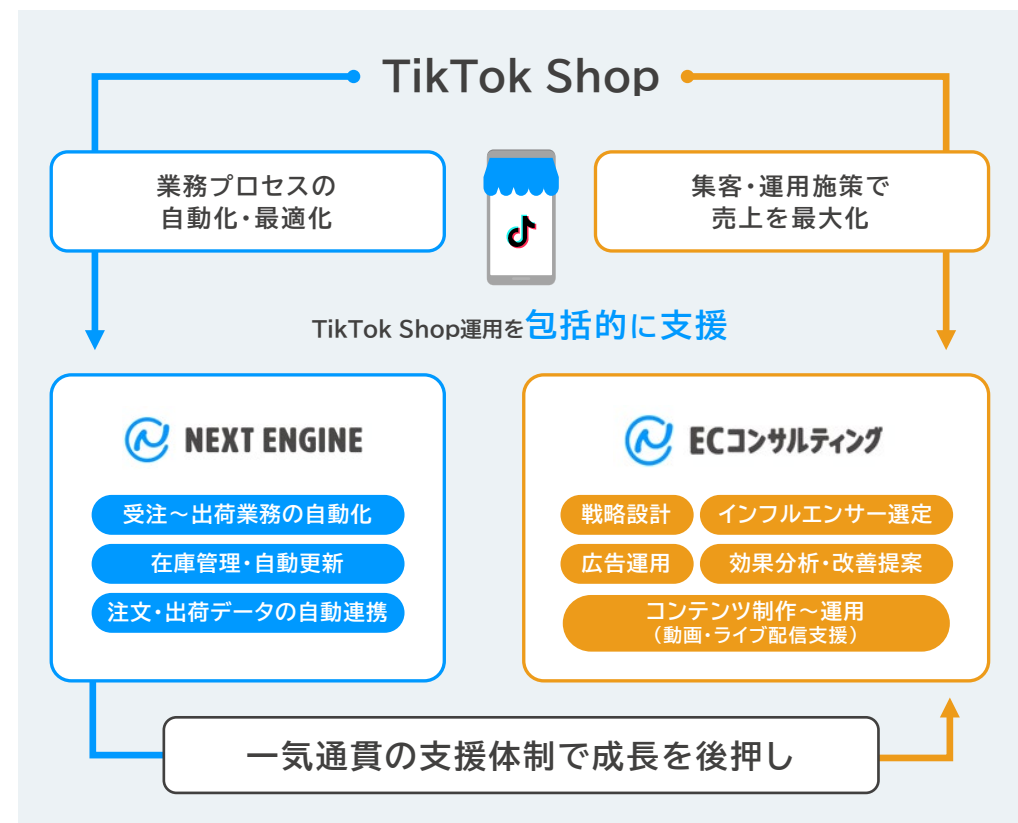 TikTok Shop
業務プロセスの
自動化・最適化
集客・運用施策で
売上を最大化
TikTok Shop運用を包括的に支援
NEXT ENGINE
受注～出荷業務の自動化
在庫管理・自動更新
注文・出荷データの自動連携
ECコンサルティング
戦略設計
インフルエンサー選定
広告運用
効果分析・改善提案
コンテンツ制作～運用
（動画・ライブ配信支援）
一気通貫の支援体制で成長を後押し